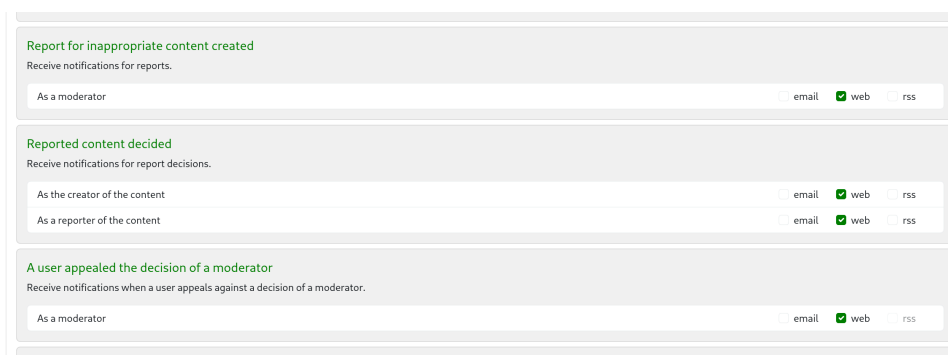 Report for inappropriate content created
Receive notifications for reports.
As a moderator email web rss
Reported content decided
Receive notifications for report decisions.
As the creator of the content email web rss
As a reporter of the content email web rss
A user appealed the decision of a moderator
Receive notifications when a user appeals against a decision of a moderator.
As a moderator email web rss